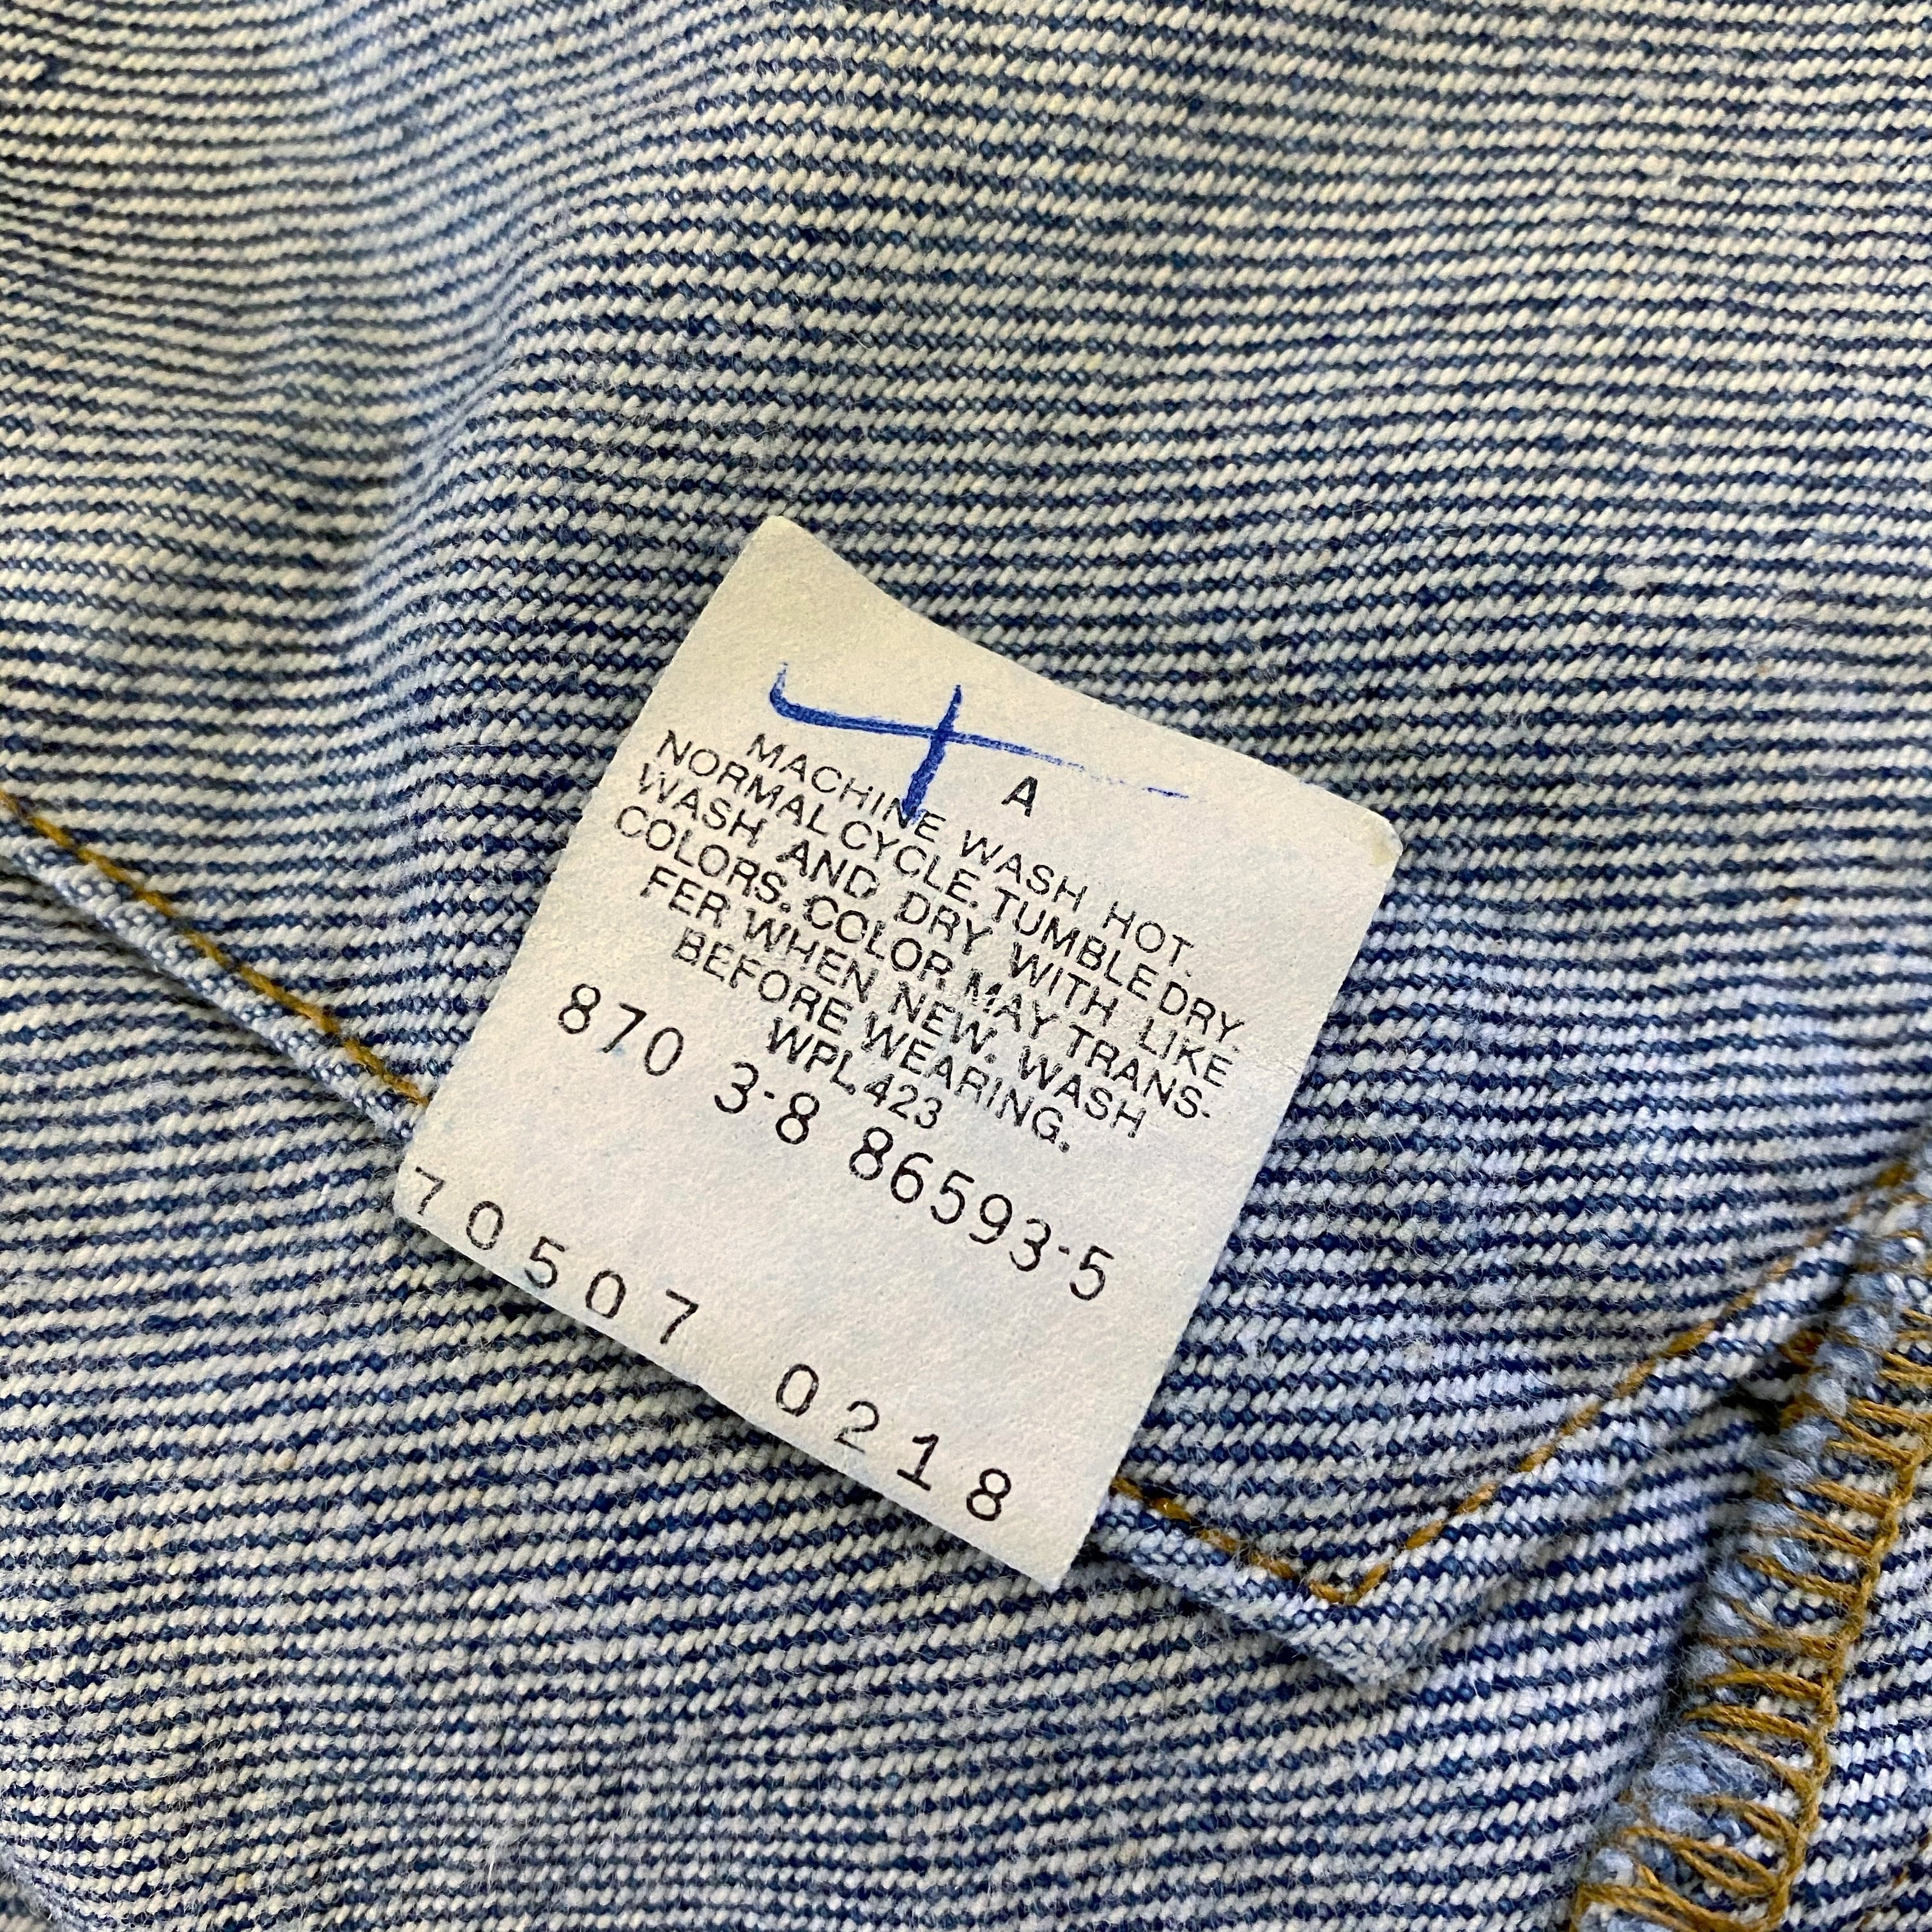 A
MACHINE WASH HOT.
NORMAL CYCLE. TUMBLE DRY.
WASH AND DRY WITH LIKE
COLORS. COLOR MAY TRANS-
FER WHEN NEW. WASH
BEFORE WEARING.
WPL 423
870 3-8 86593-5
70507 0218